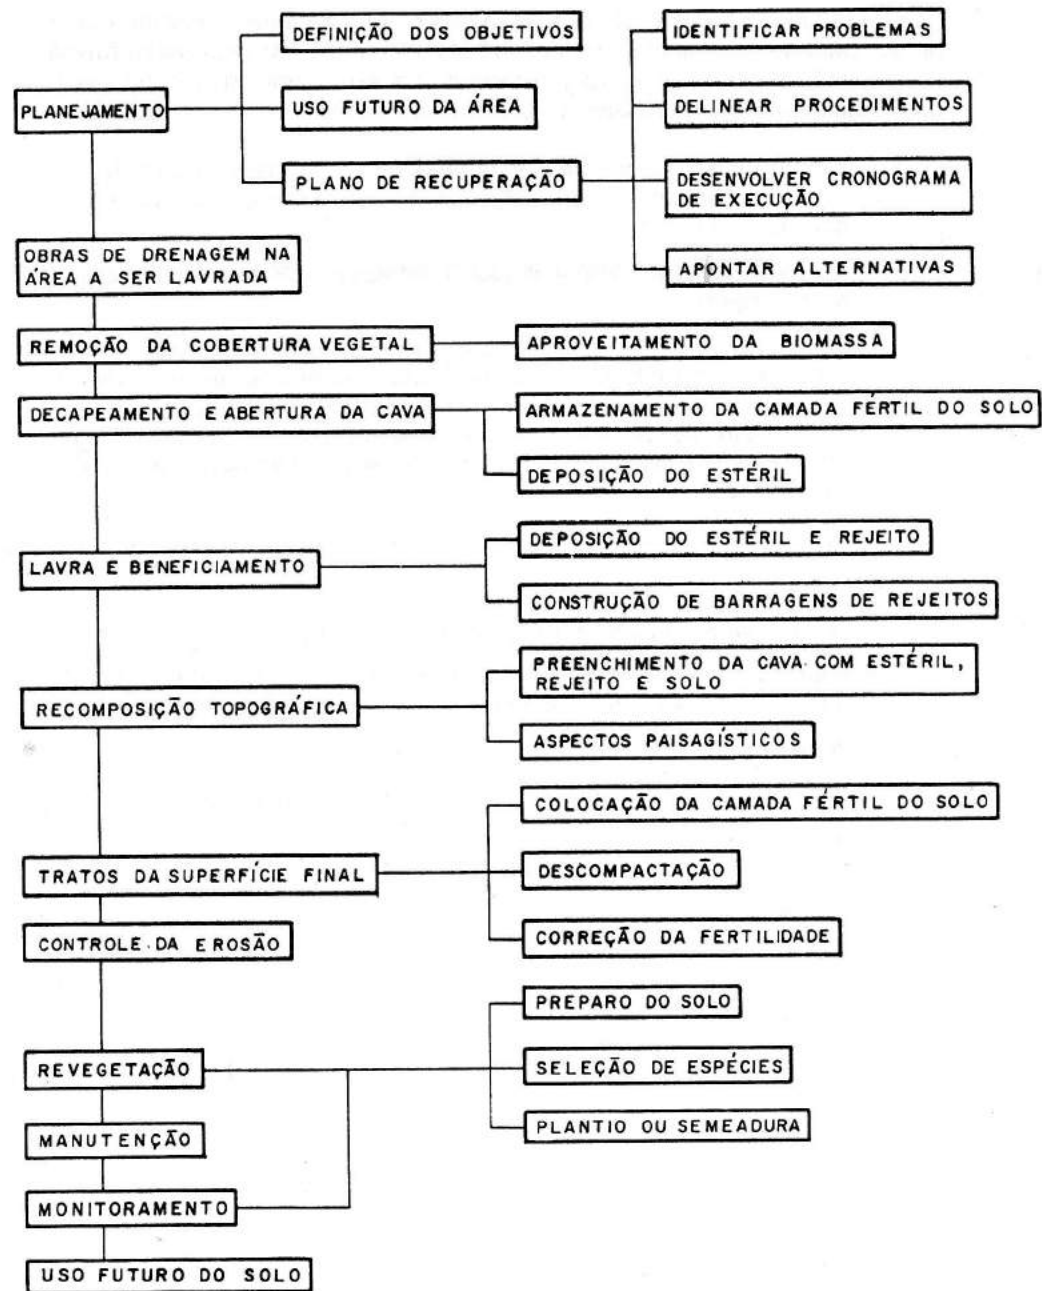 PLANEJAMENTO
DEFINIÇÃO DOS OBJETIVOS
USO FUTURO DA ÁREA
PLANO DE RECUPERAÇÃO
IDENTIFICAR PROBLEMAS
DELINEAR PROCEDIMENTOS
DESENVOLVER CRONOGRAMA
DE EXECUÇÃO
APONTAR ALTERNATIVAS
OBRAS DE DRENAGEM NA
ÁREA A SER LAVRADA
REMOÇÃO DA COBERTURA VEGETAL
APROVEITAMENTO DA BIOMASSA
DECAPEAMENTO E ABERTURA DA CAVA
ARMAZENAMENTO DA CAMADA FÉRTIL DO SOLO
DEPOSIÇÃO DO ESTÉRIL
LAVRA E BENEFICIAMENTO
DEPOSIÇÃO DO ESTÉRIL E REJEITO
CONSTRUÇÃO DE BARRAGENS DE REJEITOS
RECOMPOSIÇÃO TOPOGRÁFICA
PREENCHIMENTO DA CAVA COM ESTÉRIL,
REJEITO E SOLO
ASPECTOS PAISAGÍSTICOS
TRATOS DA SUPERFÍCIE FINAL
COLOCAÇÃO DA CAMADA FÉRTIL DO SOLO
DESCOMPACTAÇÃO
CORREÇÃO DA FERTILIDADE
CONTROLE DA EROSÃO
REVEGETAÇÃO
PREPARO DO SOLO
SELEÇÃO DE ESPÉCIES
PLANTIO OU SEMEADURA
MANUTENÇÃO
MONITORAMENTO
USO FUTURO DO SOLO